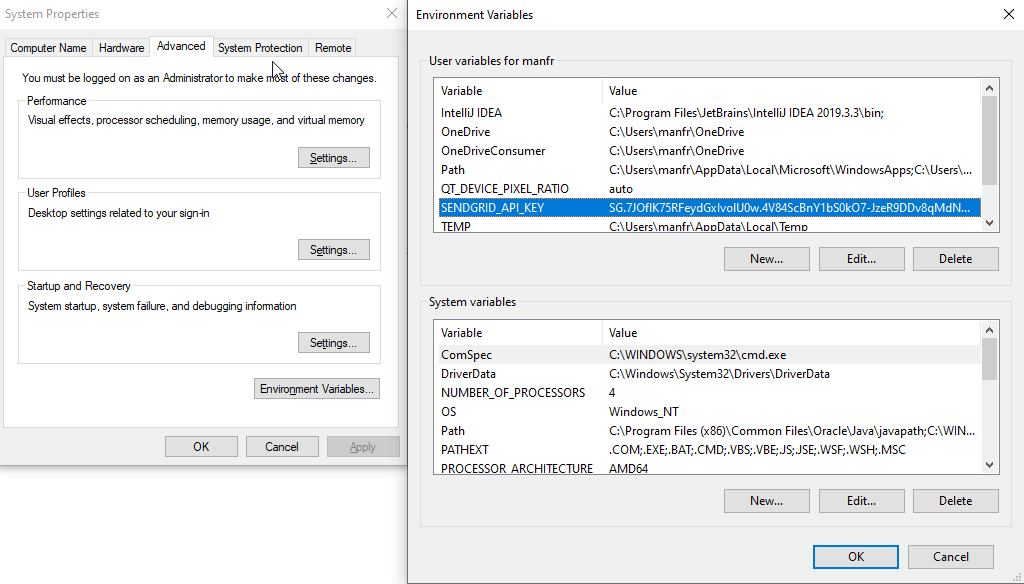 System Properties
Computer Name
Hardware
Advanced
System Protection
Remote
You must be logged on as an Administrator to make most of these changes.
Performance
Visual effects, processor scheduling, memory usage, and virtual memory
Settings...
User Profiles
Desktop settings related to your sign-in
Settings...
Startup and Recovery
System startup, system failure, and debugging information
Settings...
Environment Variables...
OK
Cancel
Apply
Environment Variables
User variables for manfr
Variable Value
IntelliJ IDEA C:\Program Files\JetBrains\IntelliJ IDEA 2019.3.3\bin;
OneDrive C:\Users\manfr\OneDrive
OneDriveConsumer C:\Users\manfr\OneDrive
Path C:\Users\manfr\AppData\Local\Microsoft\WindowsApps;C:\Users\...
QT_DEVICE_PIXEL_RATIO auto
SENDGRID_API_KEY
TEMP C:\Users\manfr\AppData\Local\Temp
New...
Edit...
Delete
System variables
Variable Value
ComSpec C:\WINDOWS\system32\cmd.exe
DriverData C:\Windows\System32\Drivers\DriverData
NUMBER_OF_PROCESSORS 4
OS Windows_NT
Path C:\Program Files (x86)\Common Files\Oracle\Java\javapath;C:\WIN...
PATHEXT .COM;.EXE;.BAT;.CMD;.VBS;.VBE;.JS;.JSE;.WSF;.WSH;.MSC
PROCESSOR_ARCHITECTURE AMD64
New...
Edit...
Delete
OK
Cancel